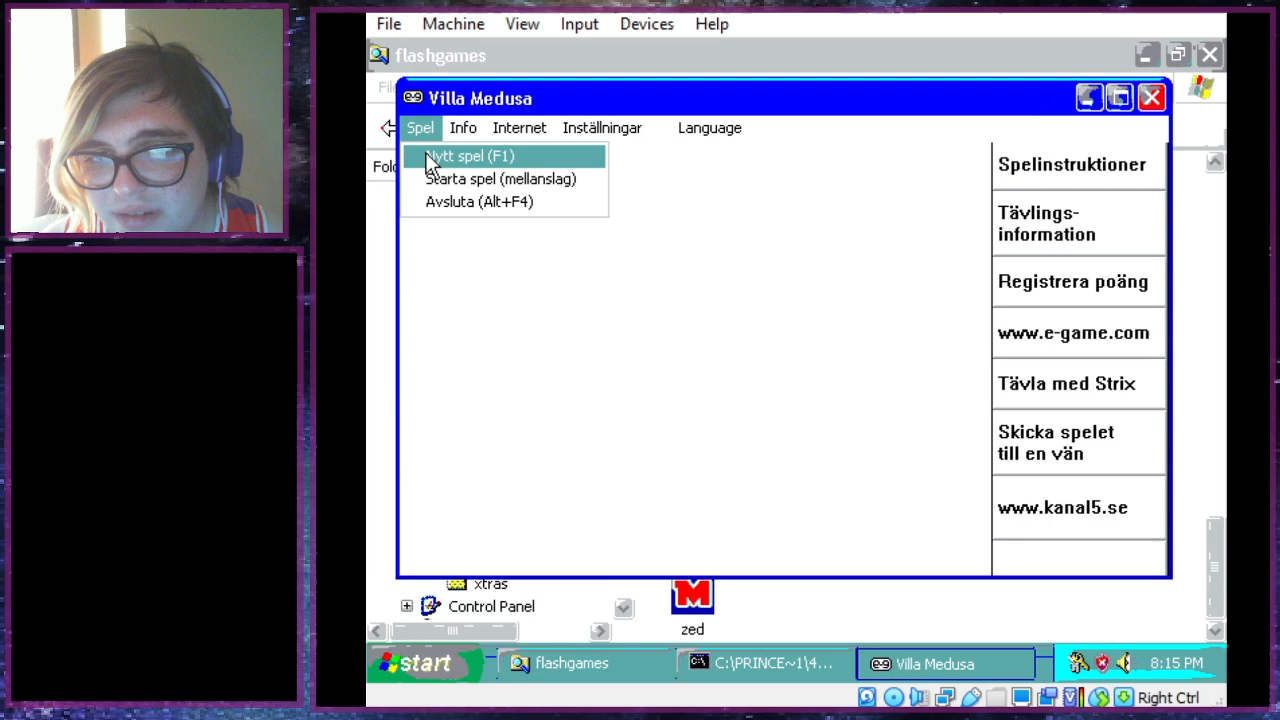 File Machine View Input Devices Help
flashgames
Villa Medusa
Spel Info Internet Inställningar Language
Nytt spel (F1)
Starta spel (mellanslag)
Avsluta (Alt+F4)
Spelinstruktioner
Tävlings-
information
Registrera poäng
www.e-game.com
Tävla med Strix
Skicka spelet
till en vän
www.kanal5.se
xtras
Control Panel
zed
start flashgames C:\PRINCE~1\4... Villa Medusa 8:15 PM
Right Ctrl